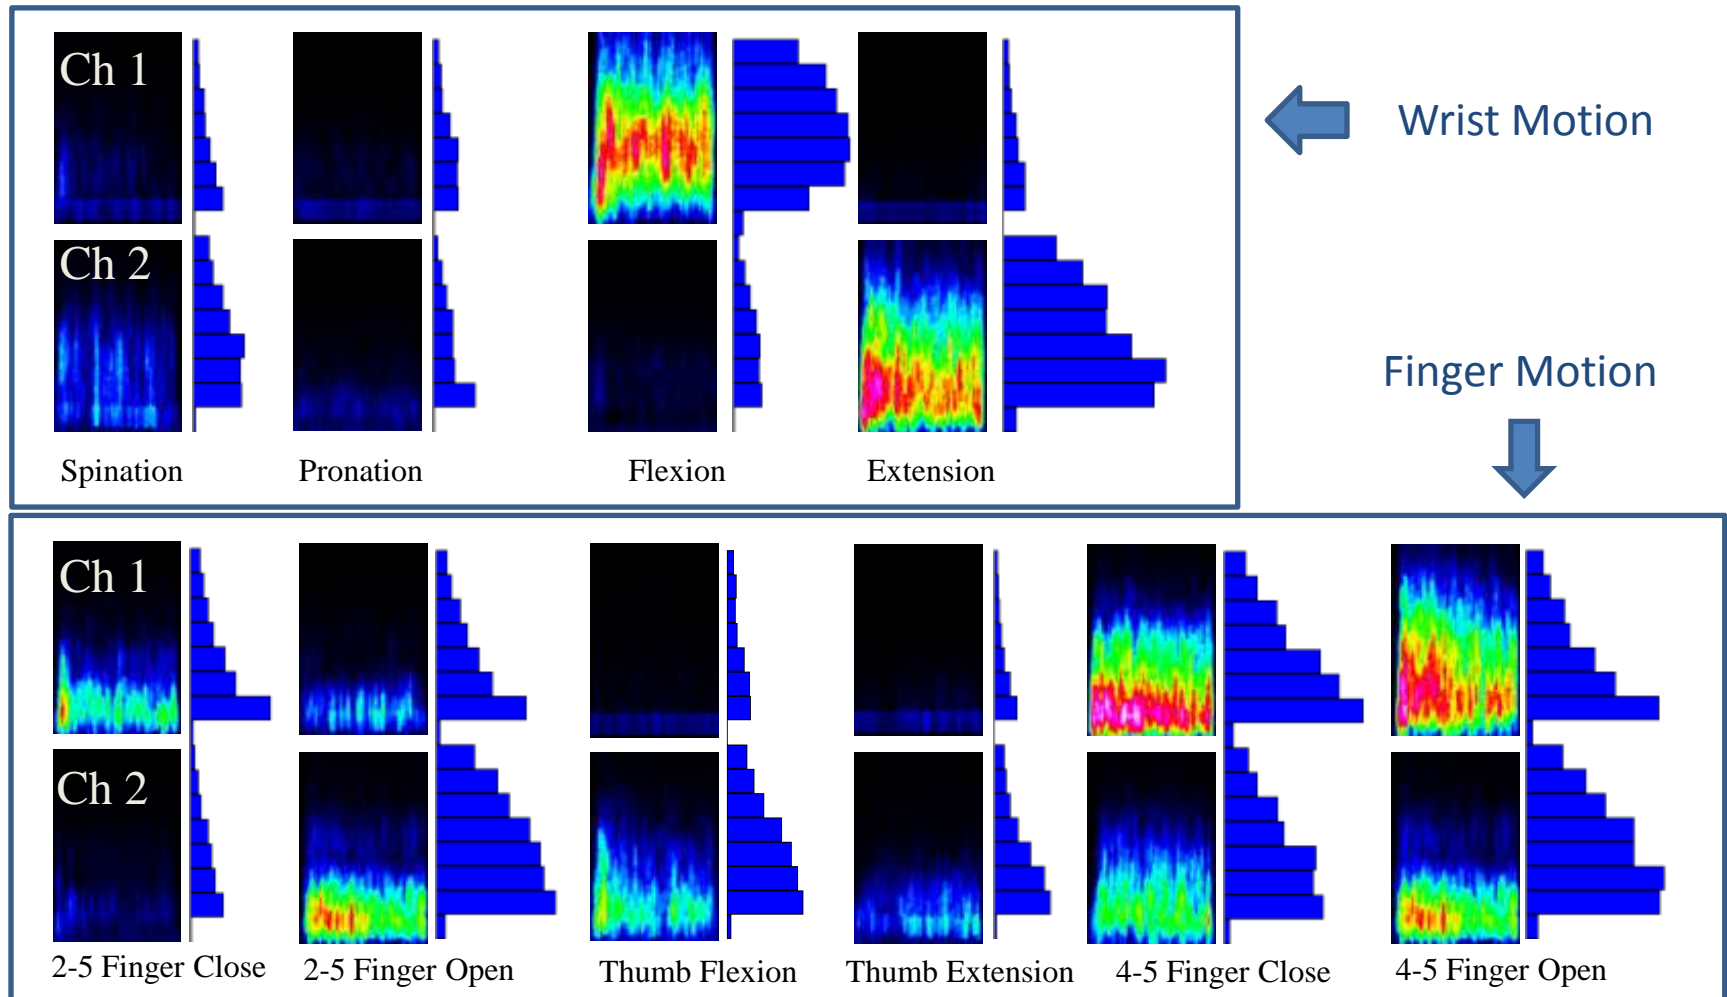 Ch 1
Wrist Motion
Ch 2
Finger Motion
Spination Pronation Flexion Extension
Ch 1
Ch 2
2-5 Finger Close 2-5 Finger Open Thumb Flexion Thumb Extension 4-5 Finger Close 4-5 Finger Open